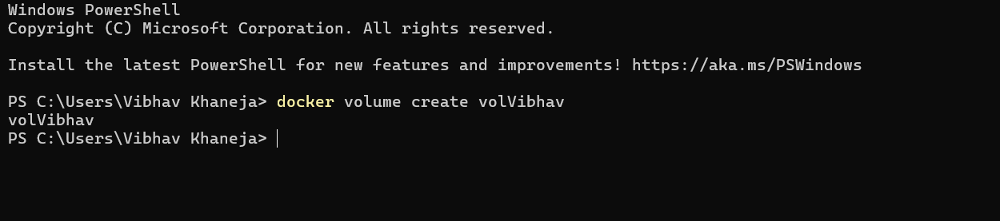 Windows PowerShell
Copyright (C) Microsoft Corporation. All rights reserved.
Install the latest PowerShell for new features and improvements! https://aka.ms/PSWindows
PS C:\Users\Vibhav Khaneja> docker volume create volVibhav
volVibhav
PS C:\Users\Vibhav Khaneja>